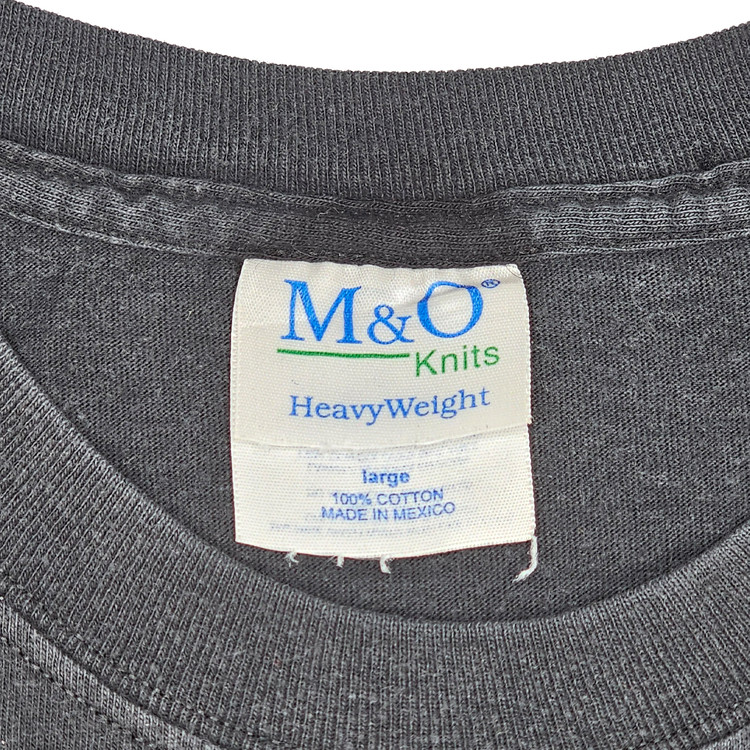 M&O®
Knits
HeavyWeight
large
100% COTTON
MADE IN MEXICO